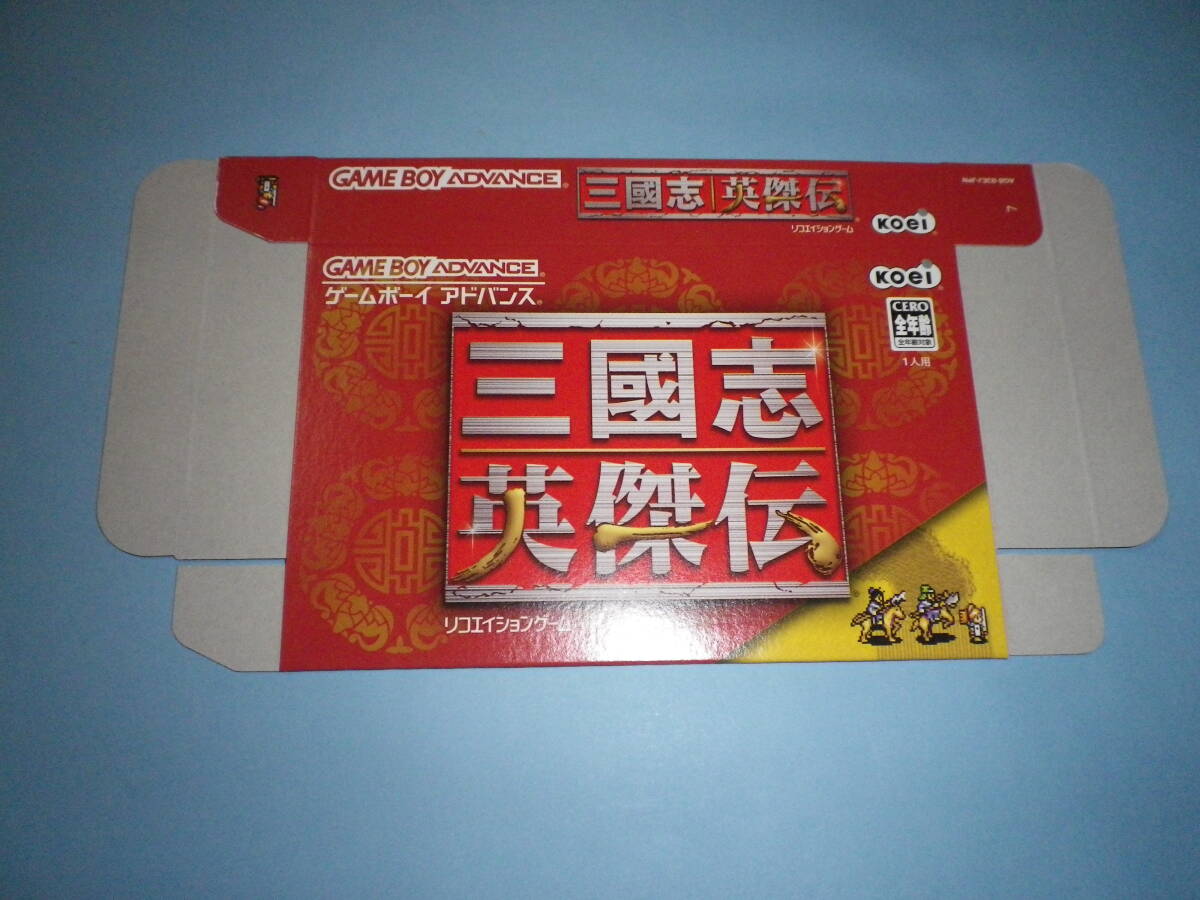 GAME BOY ADVANCE
三國志 英傑伝
リコエイションゲーム
KOEI
GAME BOY ADVANCE
ゲームボーイ アドバンス
KOEI
CERO
全年齢
全年齢対象
1人用
三國志
英傑伝
リコエイションゲーム